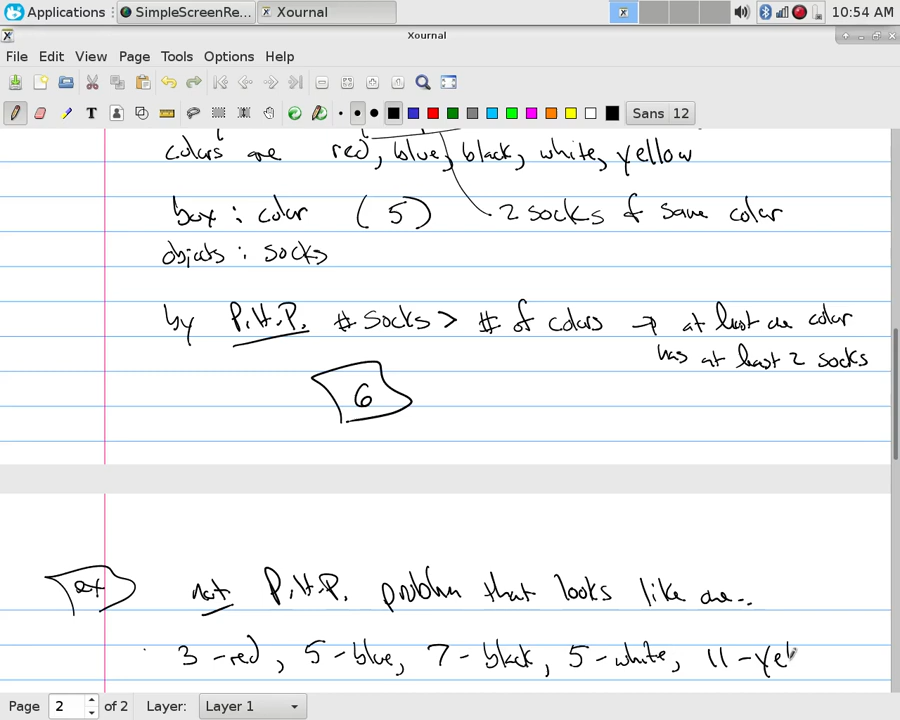 Applications SimpleScreenRe... Xournal 10:54 AM
Xournal
File Edit View Page Tools Options Help
Sans 12
colors are red, blue, black, white, yellow
box : color (5) 2 socks of same color
objects : socks
by P.H.P. # socks > # of colors → at least one color
has at least 2 socks
6
ex not P.H.P. problem that looks like one...
3 - red, 5 - blue, 7 - black, 5 - white, 11 - yel
Page 2 of 2 Layer: Layer 1